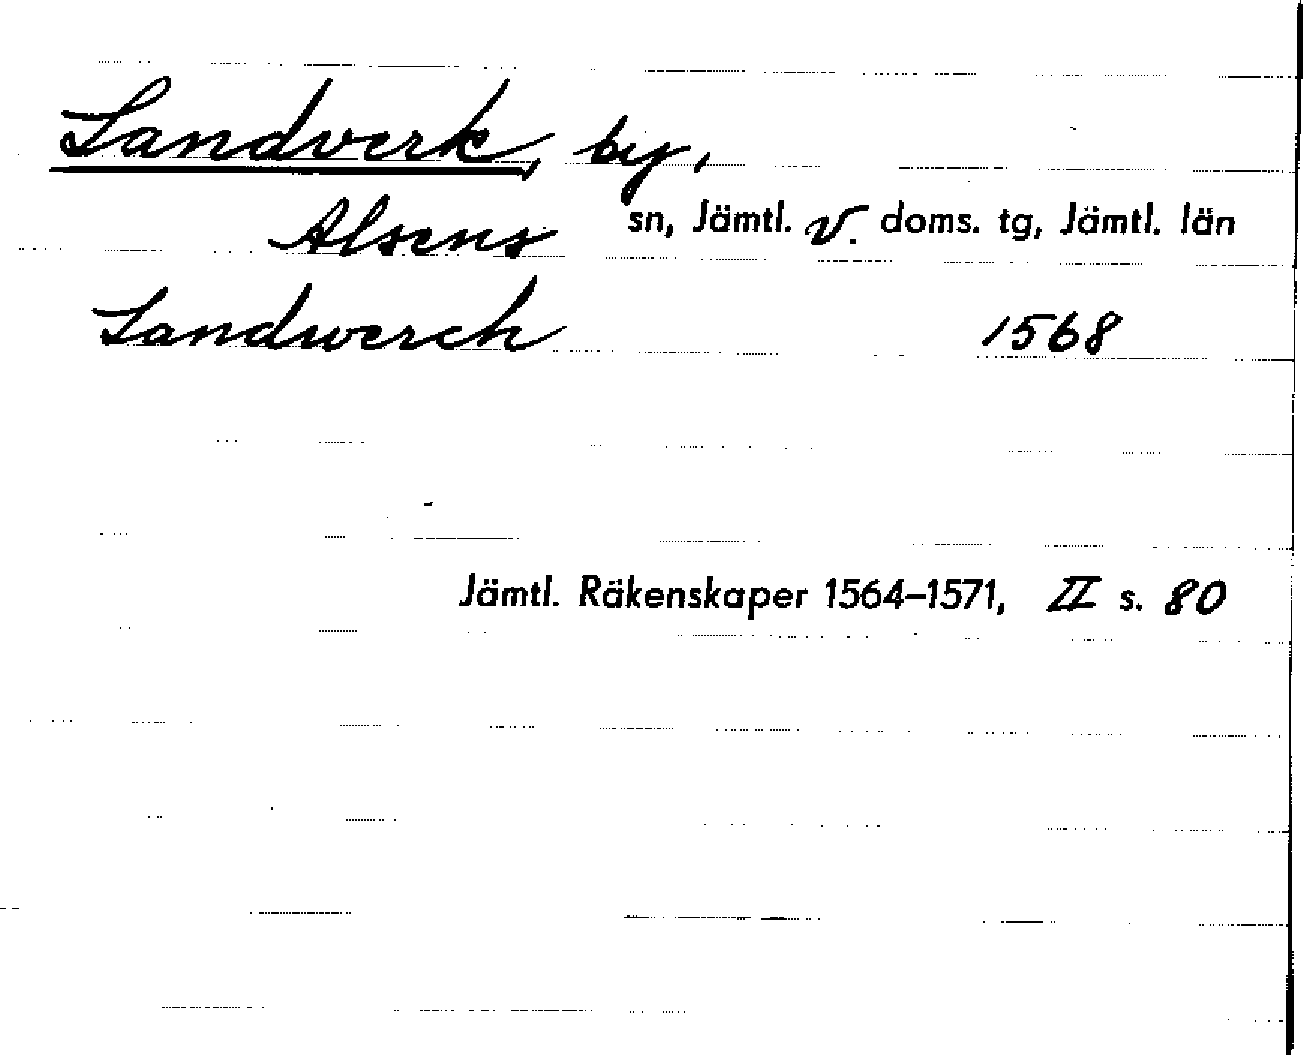 Landverk, by,
Alsens sn, Jämtl. v. doms. tg, Jämtl. län
Landwerch 1568
Jämtl. Räkenskaper 1564–1571, II s. 80